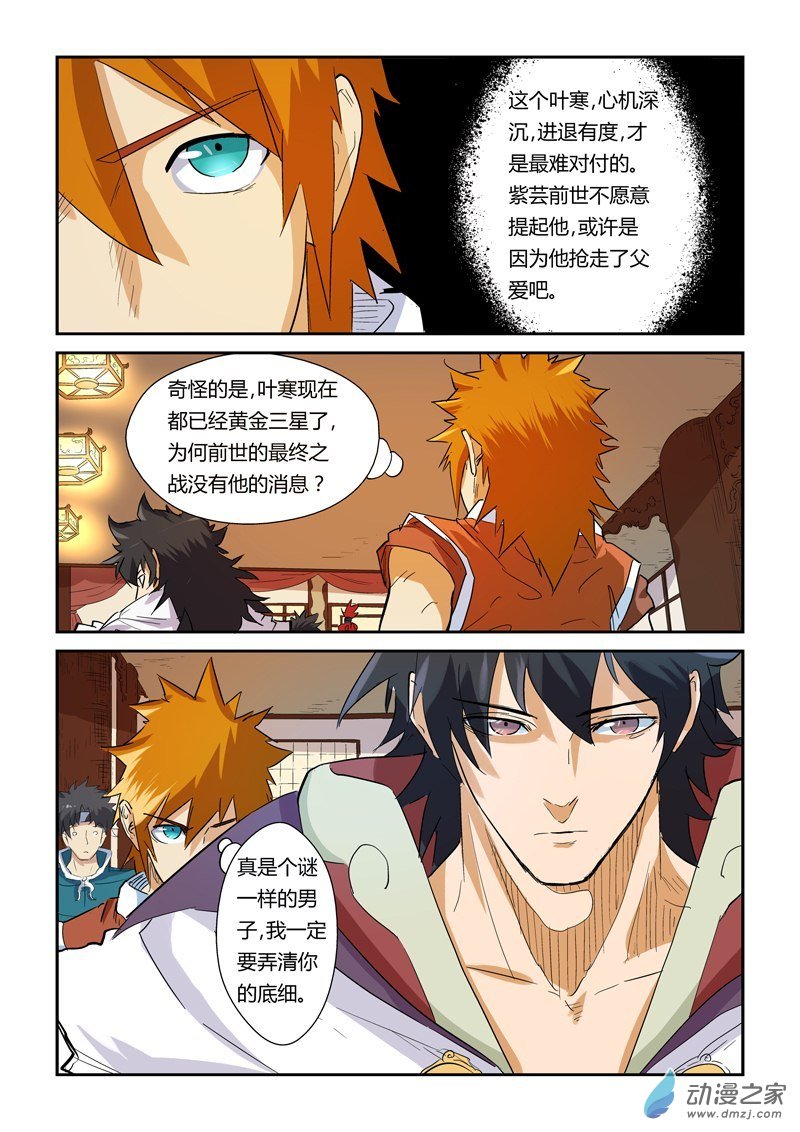 这个叶寒，心机深
沉，进退有度，才
是最难对付的。
紫芸前世不愿意
提起他，或许是
因为他抢走了父
爱吧。
奇怪的是，叶寒现在
都已经黄金三星了，
为何前世的最终之
战没有他的消息？
真是个谜
一样的男
子，我一定
要弄清你
的底细。
动漫之家
www.dmzj.com